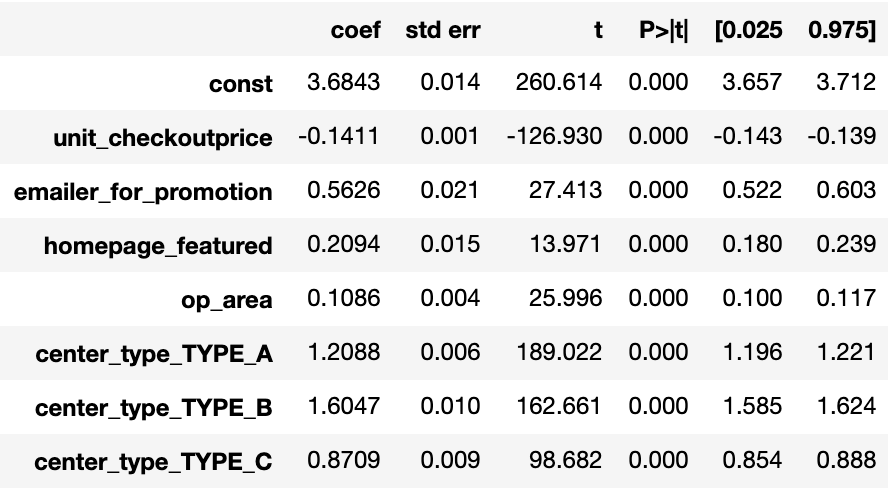 coef std err t P>|t| [0.025 0.975]
const 3.6843 0.014 260.614 0.000 3.657 3.712
unit_checkoutprice -0.1411 0.001 -126.930 0.000 -0.143 -0.139
emailer_for_promotion 0.5626 0.021 27.413 0.000 0.522 0.603
homepage_featured 0.2094 0.015 13.971 0.000 0.180 0.239
op_area 0.1086 0.004 25.996 0.000 0.100 0.117
center_type_TYPE_A 1.2088 0.006 189.022 0.000 1.196 1.221
center_type_TYPE_B 1.6047 0.010 162.661 0.000 1.585 1.624
center_type_TYPE_C 0.8709 0.009 98.682 0.000 0.854 0.888